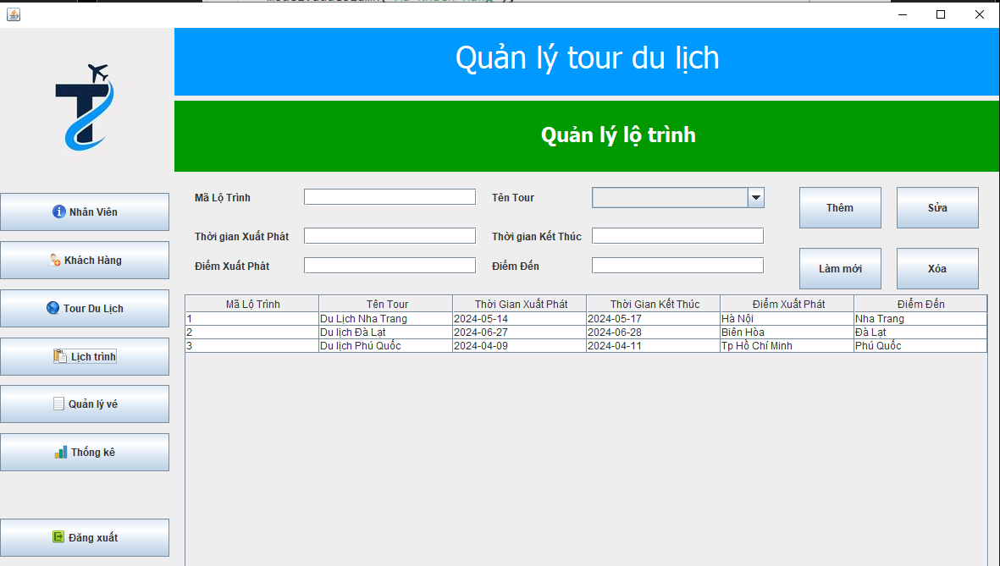 Quản lý tour du lịch
Quản lý lộ trình
Nhân Viên
Khách Hàng
Tour Du Lịch
Lịch trình
Quản lý vé
Thống kê
Đăng xuất
Mã Lộ Trình Tên Tour Thêm Sửa
Thời gian Xuất Phát Thời gian Kết Thúc
Điểm Xuất Phát Điểm Đến Làm mới Xóa
Mã Lộ Trình Tên Tour Thời Gian Xuất Phát Thời Gian Kết Thúc Điểm Xuất Phát Điểm Đến
1 Du Lịch Nha Trang 2024-05-14 2024-05-17 Hà Nội Nha Trang
2 Du lịch Đà Lạt 2024-06-27 2024-06-28 Biên Hòa Đà Lạt
3 Du lịch Phú Quốc 2024-04-09 2024-04-11 Tp Hồ Chí Minh Phú Quốc